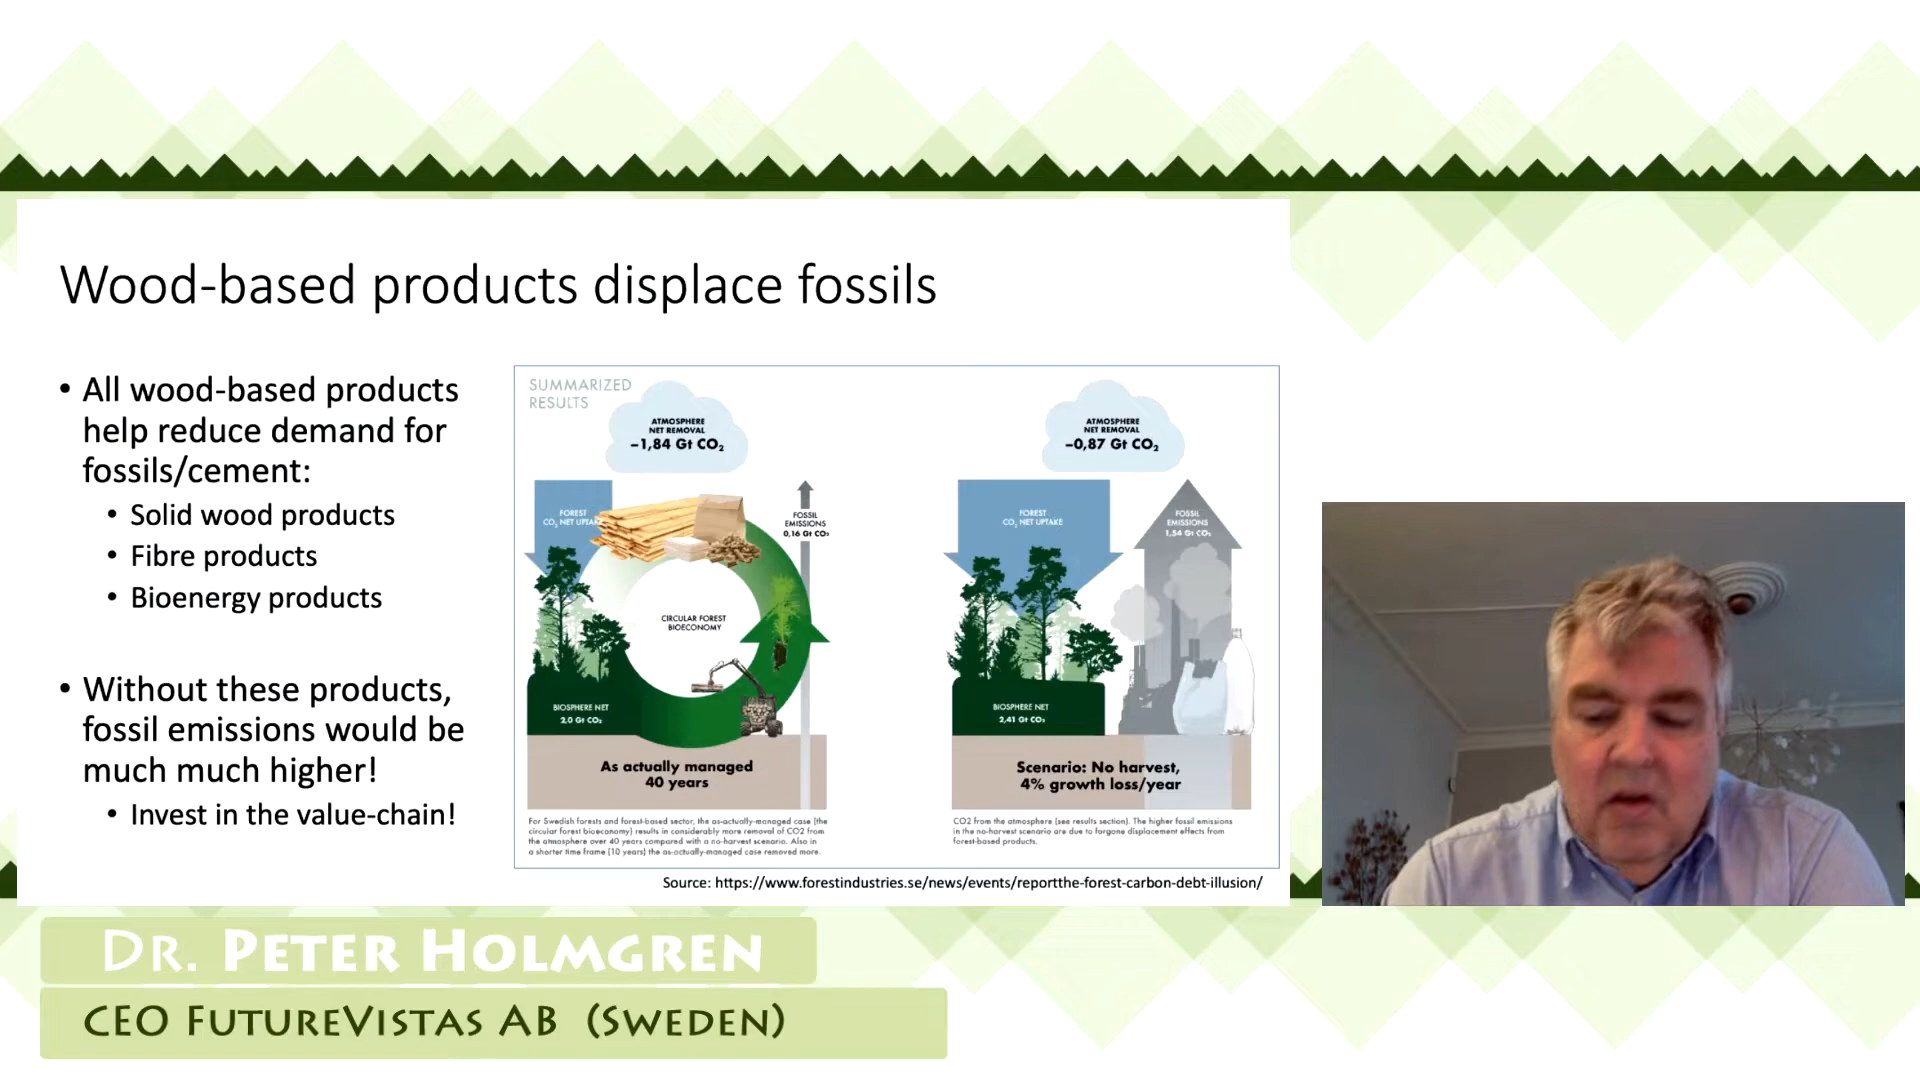 Wood-based products displace fossils
• All wood-based products
help reduce demand for
fossils/cement:
• Solid wood products
• Fibre products
• Bioenergy products
• Without these products,
fossil emissions would be
much much higher!
• Invest in the value-chain!
SUMMARIZED
RESULTS
ATMOSPHERE
NET REMOVAL
–1,84 Gt CO₂
FOREST
CO₂ NET UPTAKE
FOSSIL
EMISSIONS
0,16 Gt CO₂
CIRCULAR FOREST
BIOECONOMY
BIOSPHERE NET
2,0 Gt CO₂
As actually managed
40 years
For Swedish forests and forest-based sector, the as-actually-managed case (the
circular forest bioeconomy) results in considerably more removal of CO2 from
the atmosphere over 40 years compared with a no-harvest scenario. Also in
a shorter time frame (10 years) the as-actually-managed case removed more.
ATMOSPHERE
NET REMOVAL
–0,87 Gt CO₂
FOREST
CO₂ NET UPTAKE
FOSSIL
EMISSIONS
1,54 Gt CO₂
BIOSPHERE NET
2,41 Gt CO₂
Scenario: No harvest,
4% growth loss/year
CO2 from the atmosphere (see results section). The higher fossil emissions
in the no-harvest scenario are due to forgone displacement effects from
forest-based products.
Source: https://www.forestindustries.se/news/events/reportthe-forest-carbon-debt-illusion/
DR. PETER HOLMGREN
CEO FUTUREVISTAS AB (SWEDEN)